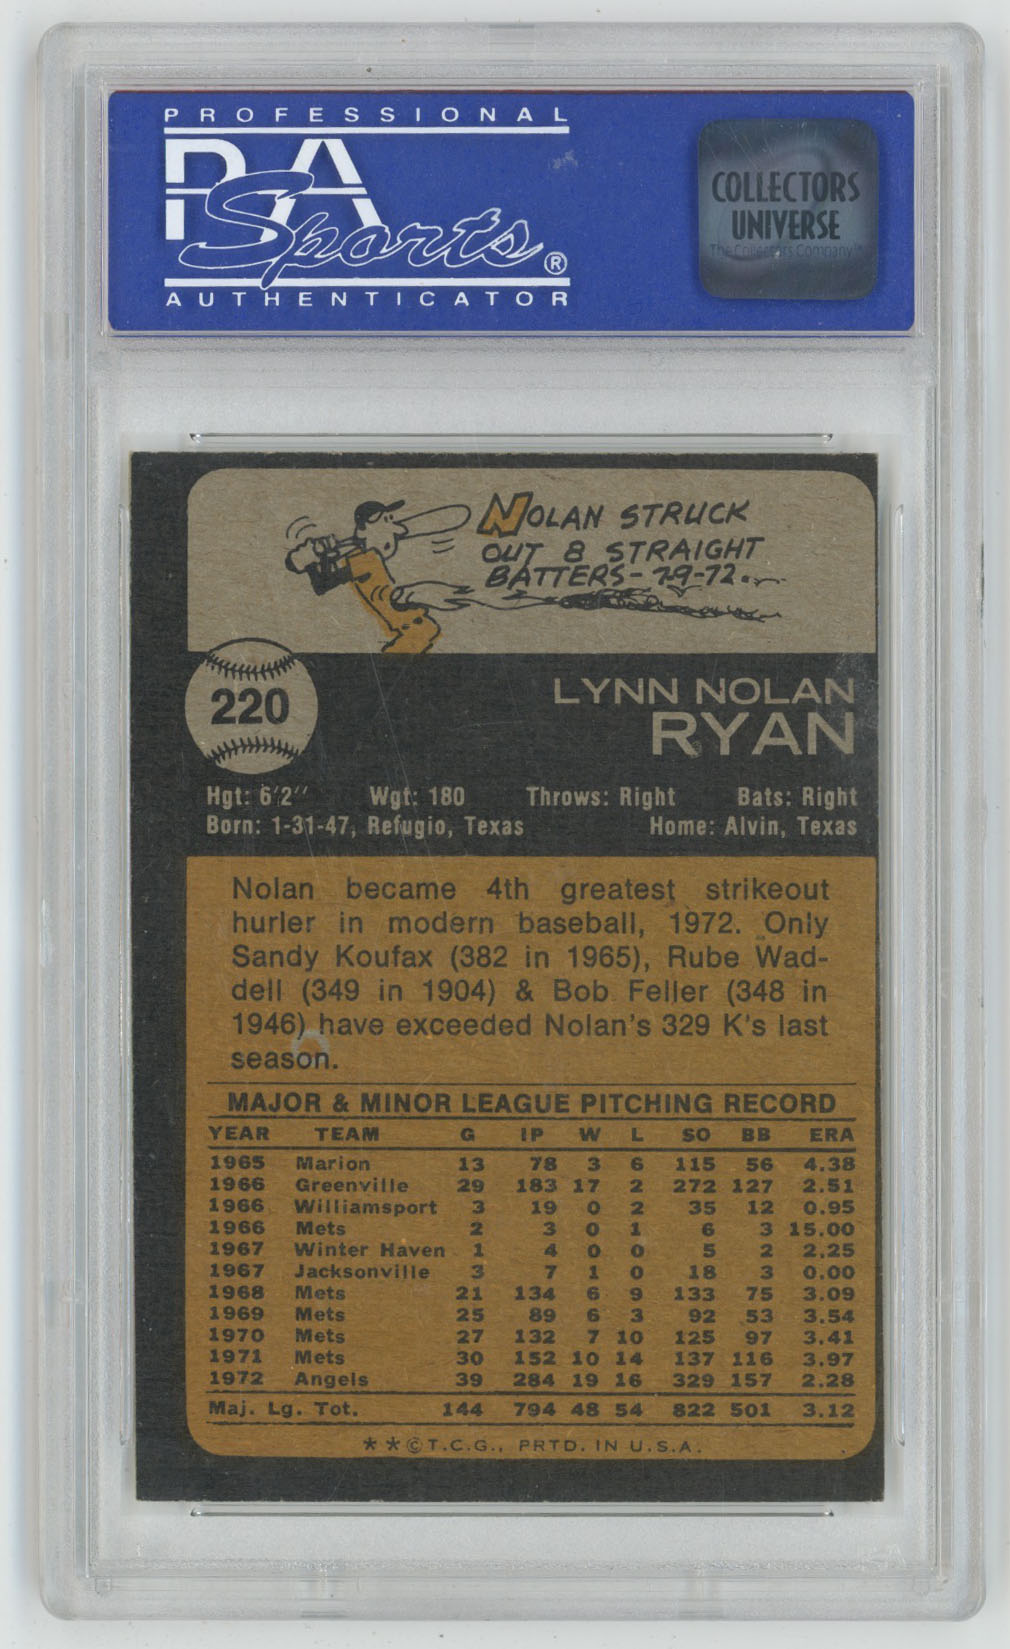 PROFESSIONAL
PSA
Sports®
AUTHENTICATOR
COLLECTORS
UNIVERSE
The Collectors Company™
NOLAN STRUCK
OUT 8 STRAIGHT
BATTERS-7-9-72.
220
LYNN NOLAN
RYAN
Hgt: 6'2'' Wgt: 180 Throws: Right Bats: Right
Born: 1-31-47, Refugio, Texas Home: Alvin, Texas
Nolan became 4th greatest strikeout
hurler in modern baseball, 1972. Only
Sandy Koufax (382 in 1965), Rube Wad-
dell (349 in 1904) & Bob Feller (348 in
1946) have exceeded Nolan's 329 K's last
season.
MAJOR & MINOR LEAGUE PITCHING RECORD
YEAR TEAM G IP W L SO BB ERA
1965 Marion 13 78 3 6 115 56 4.38
1966 Greenville 29 183 17 2 272 127 2.51
1966 Williamsport 3 19 0 2 35 12 0.95
1966 Mets 2 3 0 1 6 3 15.00
1967 Winter Haven 1 4 0 0 5 2 2.25
1967 Jacksonville 3 7 1 0 18 3 0.00
1968 Mets 21 134 6 9 133 75 3.09
1969 Mets 25 89 6 3 92 53 3.54
1970 Mets 27 132 7 10 125 97 3.41
1971 Mets 30 152 10 14 137 116 3.97
1972 Angels 39 284 19 16 329 157 2.28
Maj. Lg. Tot. 144 794 48 54 822 501 3.12
**©T.C.G., PRTD. IN U.S.A.